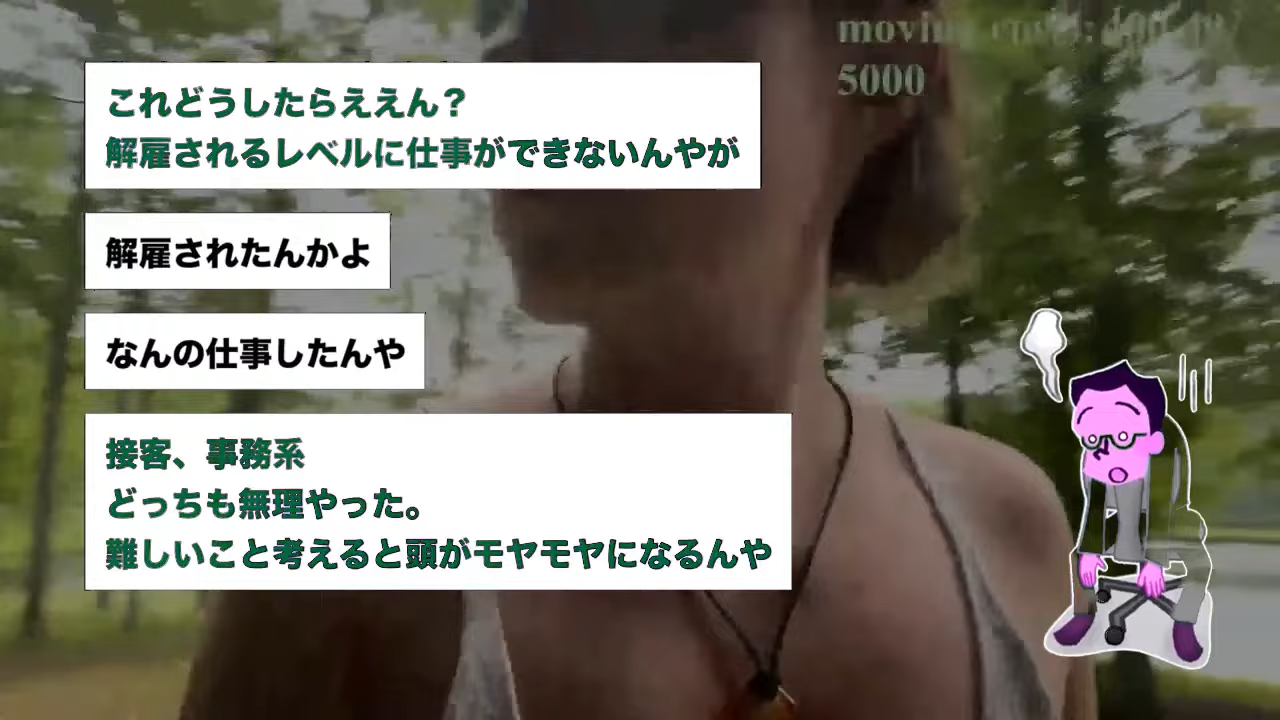 これどうしたらええん?
解雇されるレベルに仕事ができないんやが
解雇されたんかよ
なんの仕事したんや
接客、事務系
どっちも無理やった。
難しいこと考えると頭がモヤモヤになるんや
5000